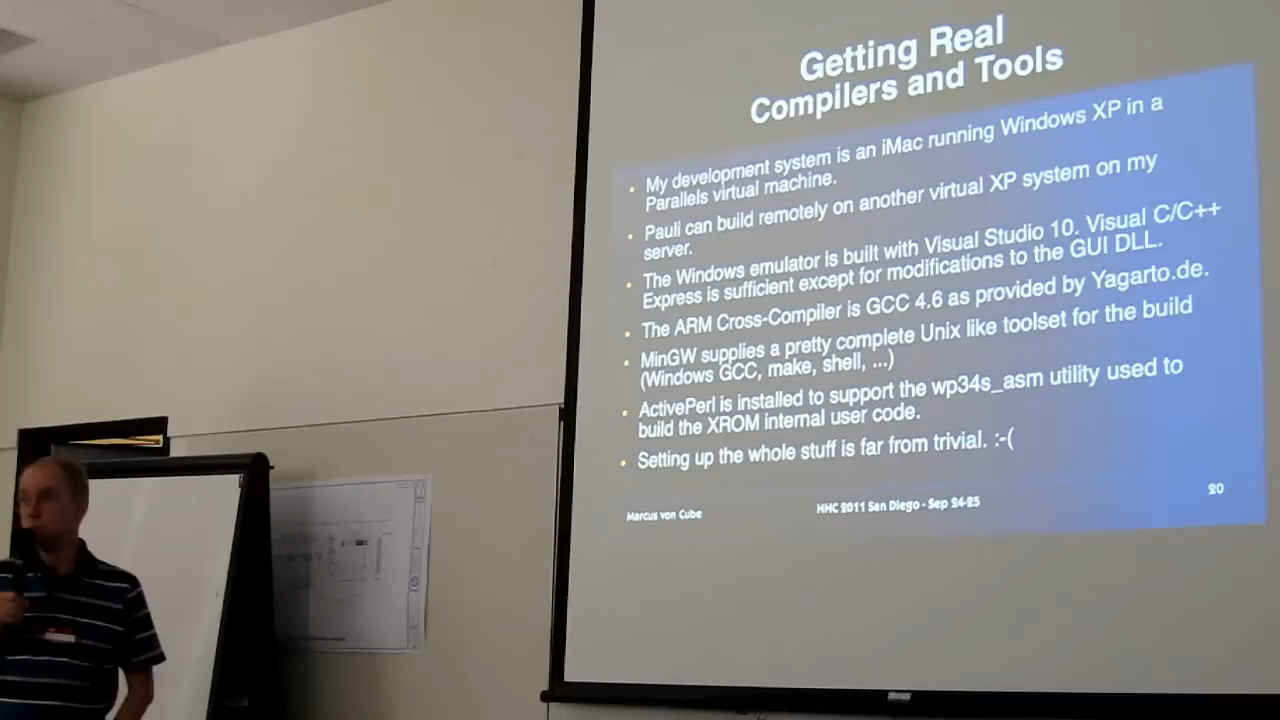 Getting Real
Compilers and Tools
• My development system is an iMac running Windows XP in a
Parallels virtual machine.
• Pauli can build remotely on another virtual XP system on my
server.
• The Windows emulator is built with Visual Studio 10. Visual C/C++
Express is sufficient except for modifications to the GUI DLL.
• The ARM Cross-Compiler is GCC 4.6 as provided by Yagarto.de.
• MinGW supplies a pretty complete Unix like toolset for the build
(Windows GCC, make, shell, ...)
• ActivePerl is installed to support the wp34s_asm utility used to
build the XROM internal user code.
• Setting up the whole stuff is far from trivial. :-(
Marcus von Cube
HHC 2011 San Diego - Sep 24-25
20